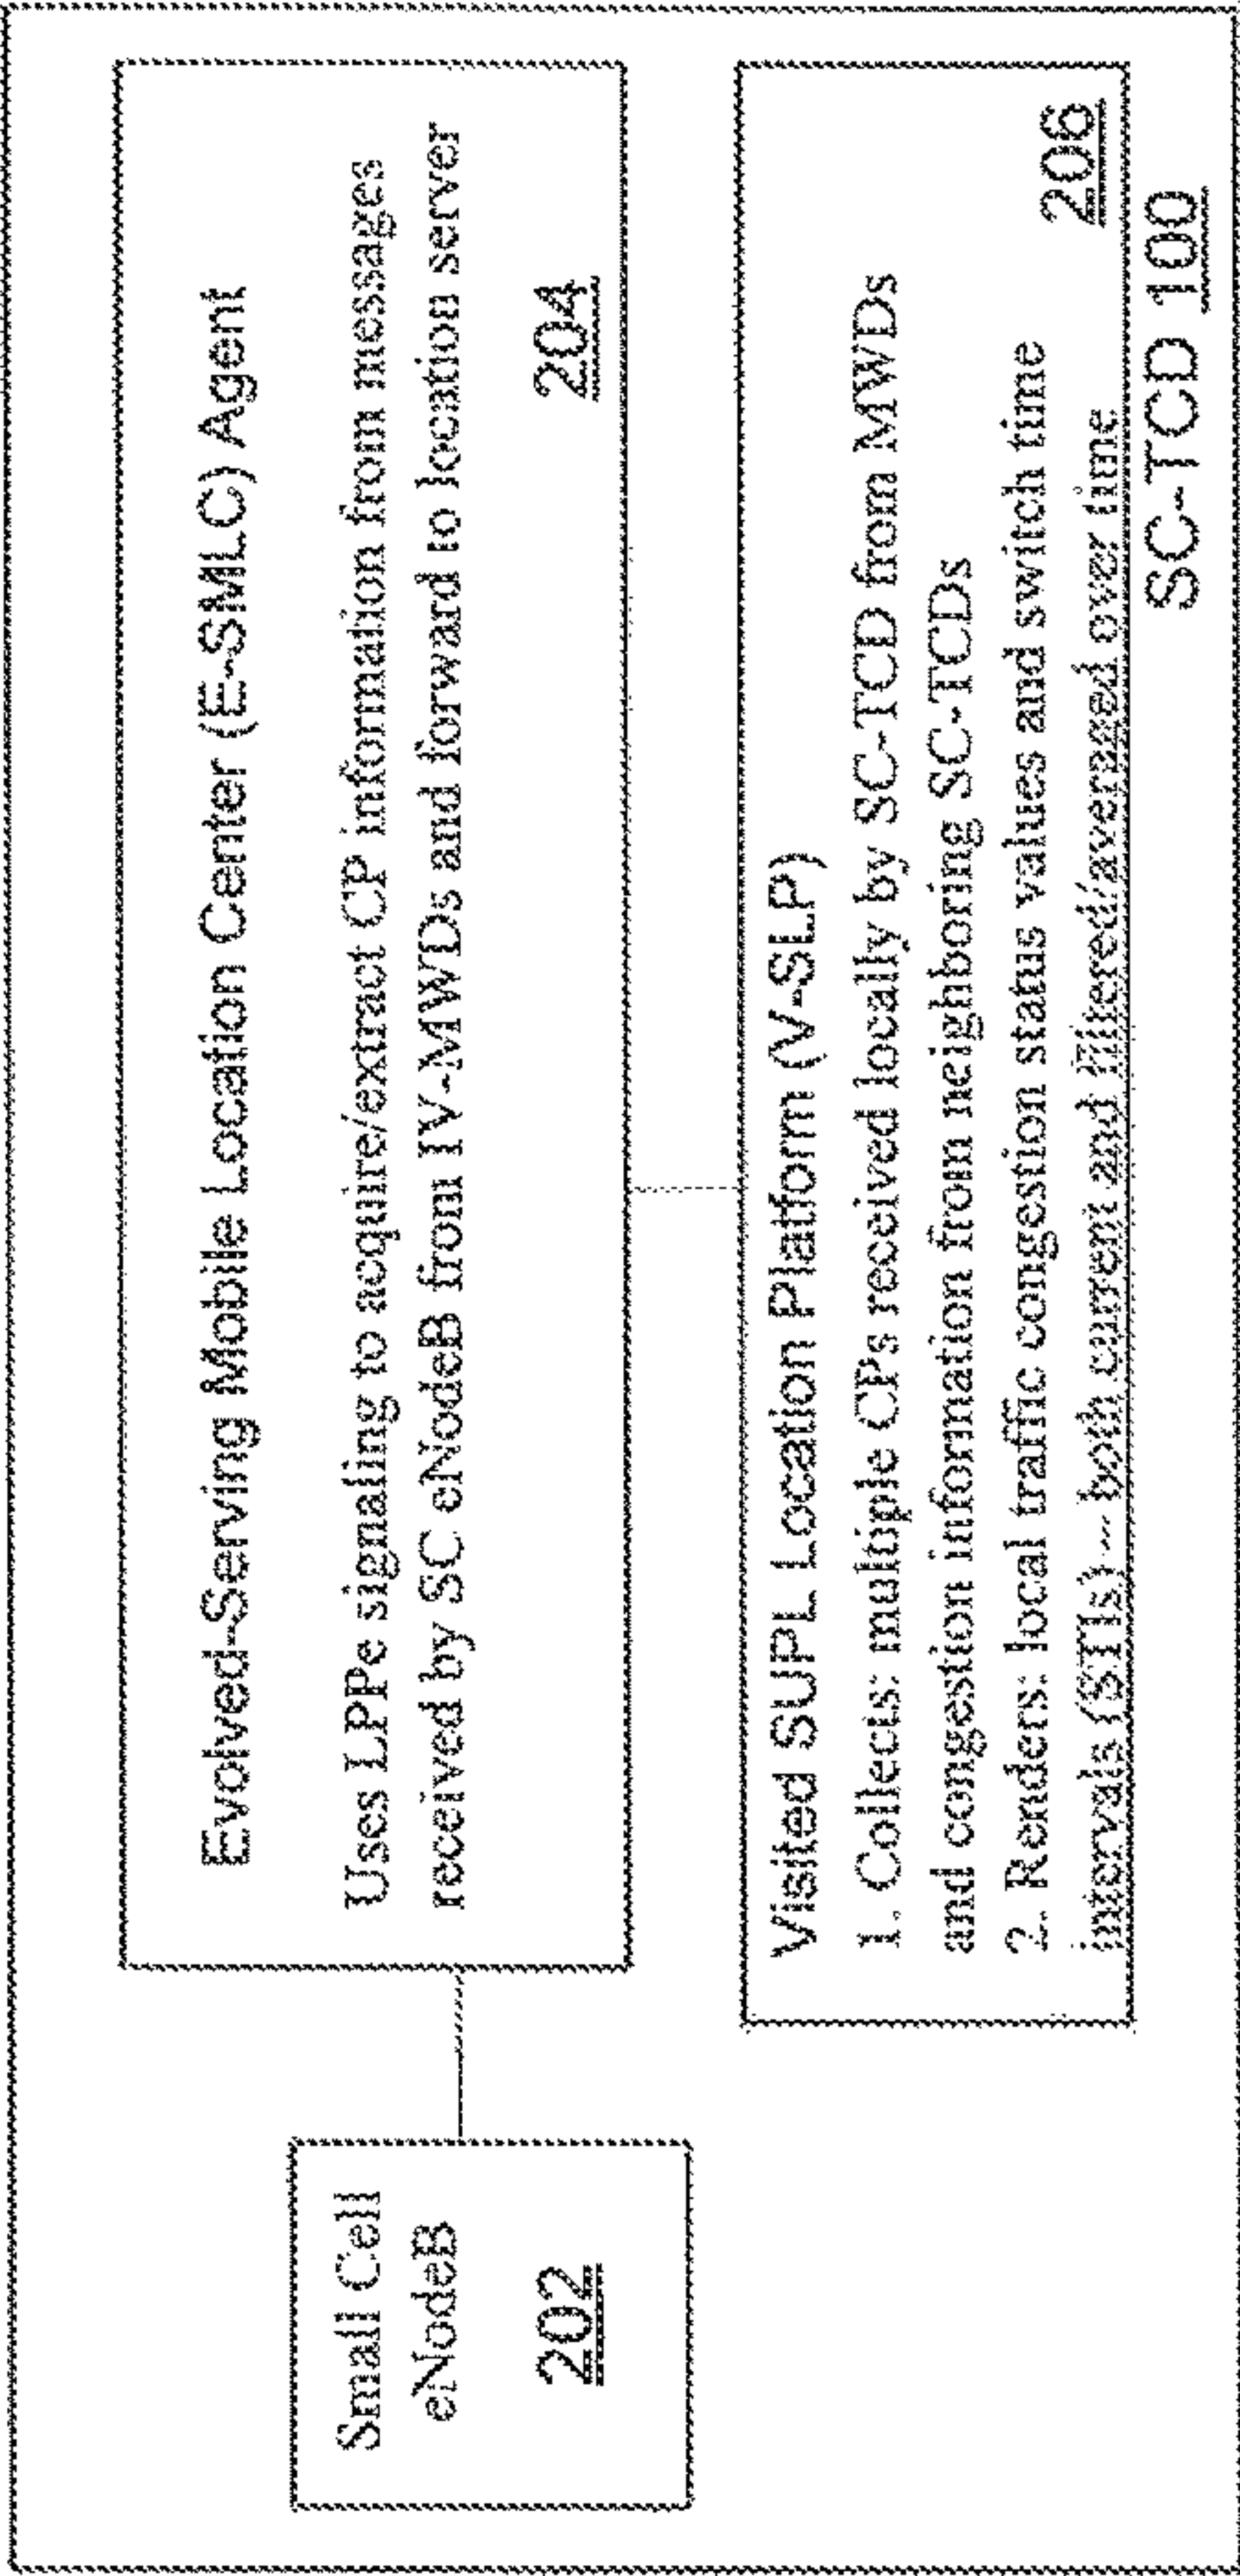 Small Cell
eNodeB
202
Evolved-Serving Mobile Location Center (E-SMLC) Agent
Uses LPPe signaling to acquire/extract CP information from messages
received by SC eNodeB from IV-MWDs and forward to location server
204
Visited SUPL Location Platform (V-SLP)
1. Collects: multiple CPs received locally by SC-TCD from MWDs
and congestion information from neighboring SC-TCDs
2. Renders: local traffic congestion status values and switch time
intervals (STIs) -- both current and filtered/averaged over time
206
SC-TCD 100